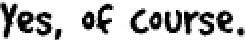 Yes, of course.